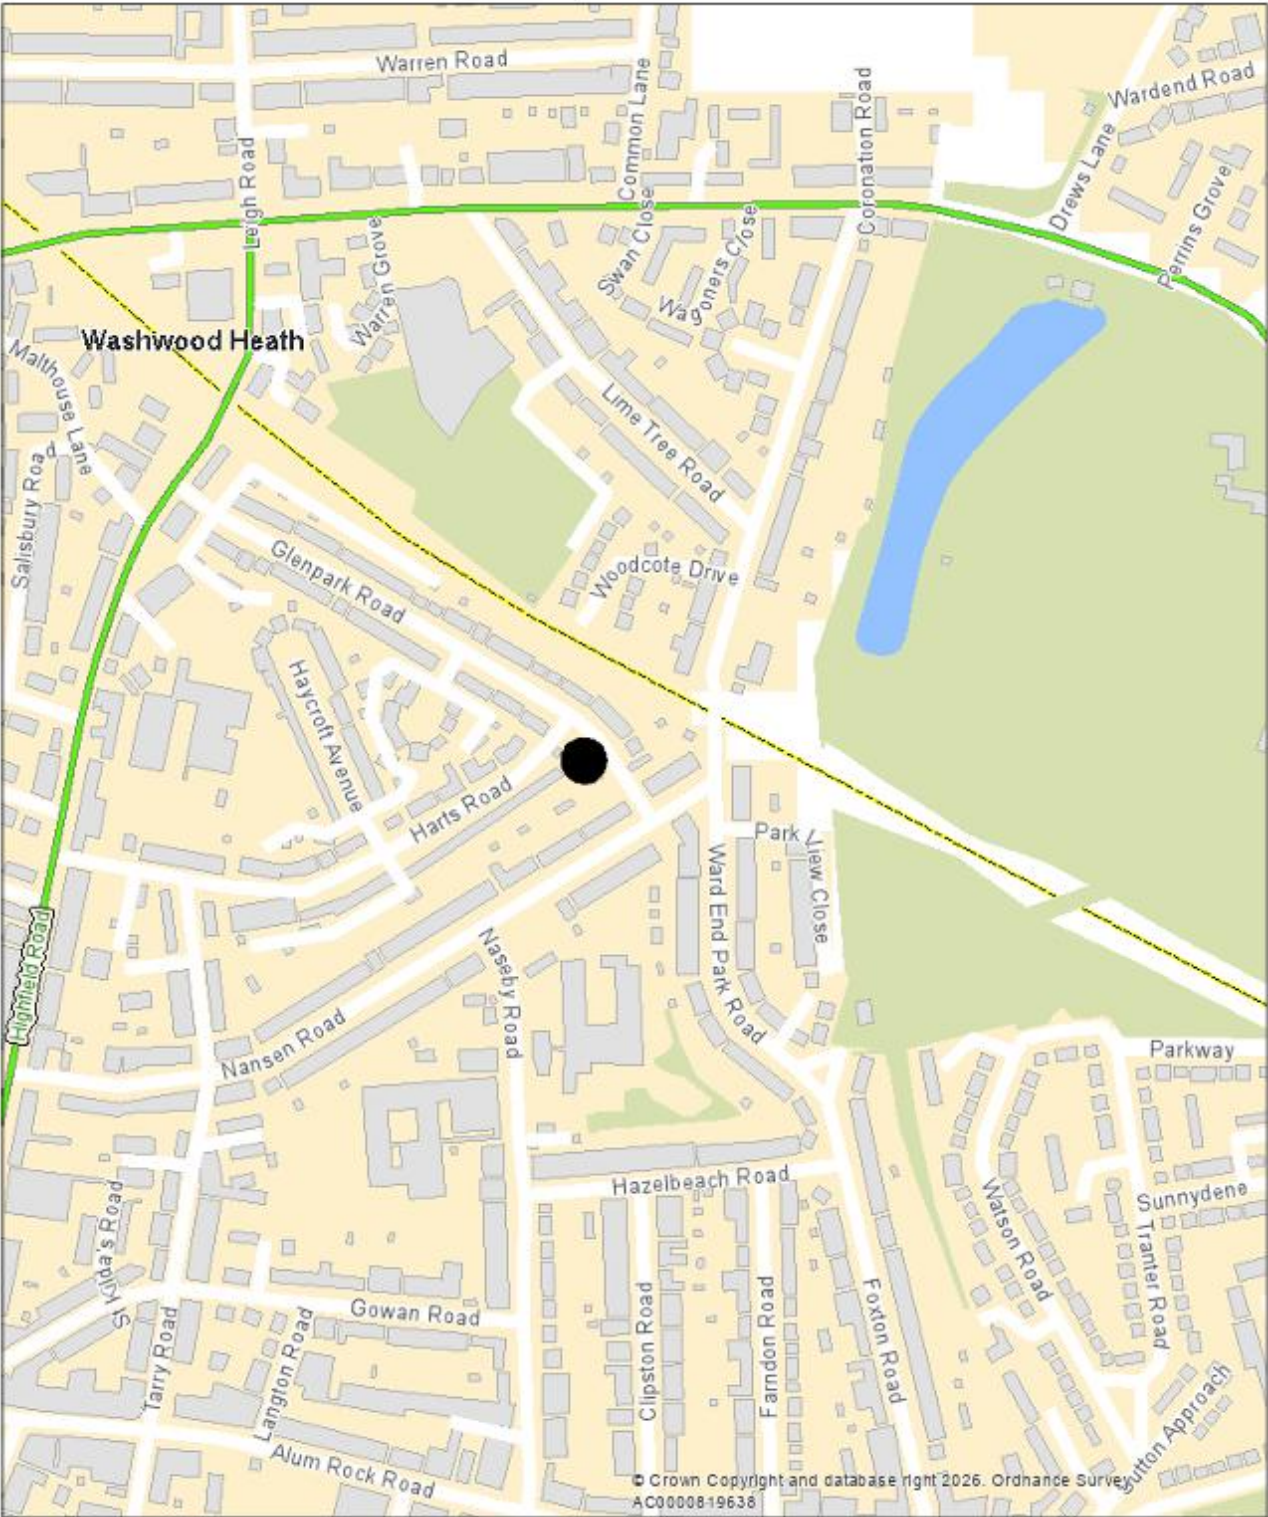 Warren Road
Wardend Road
Common Lane
Coronation Road
Drews Lane
Leigh Road
Perrins Grove
Swan Close
Wagoners Close
Warren Grove
Washwood Heath
Malthouse Lane
Lime Tree Road
Salisbury Road
Glenpark Road
Woodcote Drive
Haycroft Avenue
Harts Road
Park View Close
Ward End Park Road
Highfield Road
Naseby Road
Nansen Road
Parkway
Hazelbeach Road
Sunnydene
Watson Road
Tranter Road
St Kilda's Road
Gowan Road
Foxton Road
Clipston Road
Farndon Road
Tarry Road
Langton Road
Alum Rock Road
Sutton Approach
© Crown Copyright and database right 2026. Ordnance Survey
AC0000819638